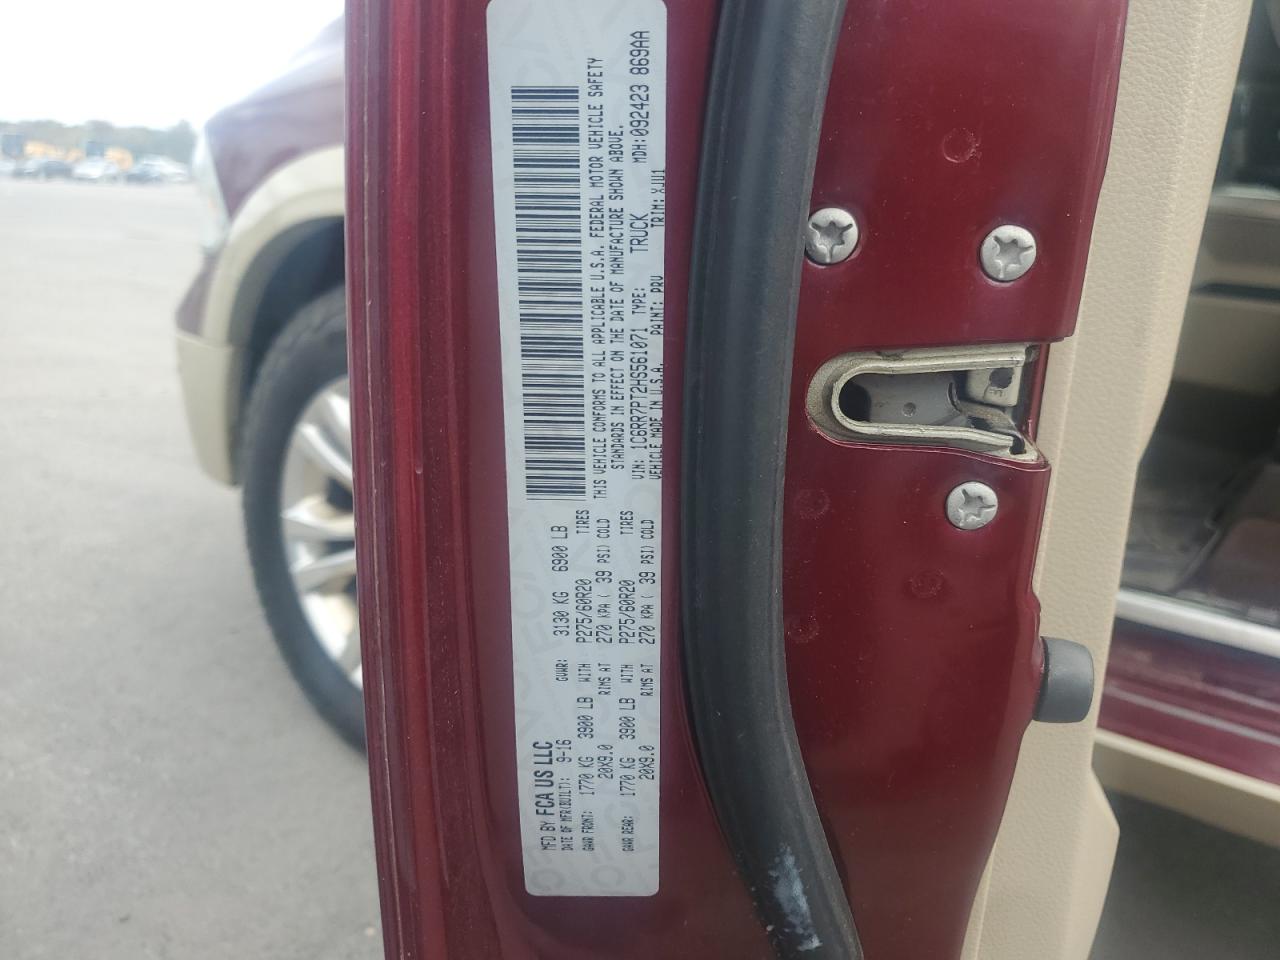 MFD BY FCA US LLC
DATE OF MFR(BUILT): 9-16 GVWR: 3130 KG 6900 LB
GAWR FRONT: 1770 KG 3900 LB WITH P275/60R20 TIRES
20X9.0 RIMS AT 270 KPA ( 39 PSI) COLD
GAWR REAR: 1770 KG 3900 LB WITH P275/60R20 TIRES
20X9.0 RIMS AT 270 KPA ( 39 PSI) COLD
THIS VEHICLE CONFORMS TO ALL APPLICABLE U.S.A. FEDERAL MOTOR VEHICLE SAFETY
STANDARDS IN EFFECT ON THE DATE OF MANUFACTURE SHOWN ABOVE.
VIN: 1C6RR7PT2HS561071 TYPE: TRUCK MDH:092423 869AA
VEHICLE MADE IN U.S.A. PAINT: PRV TRIM: XJU1